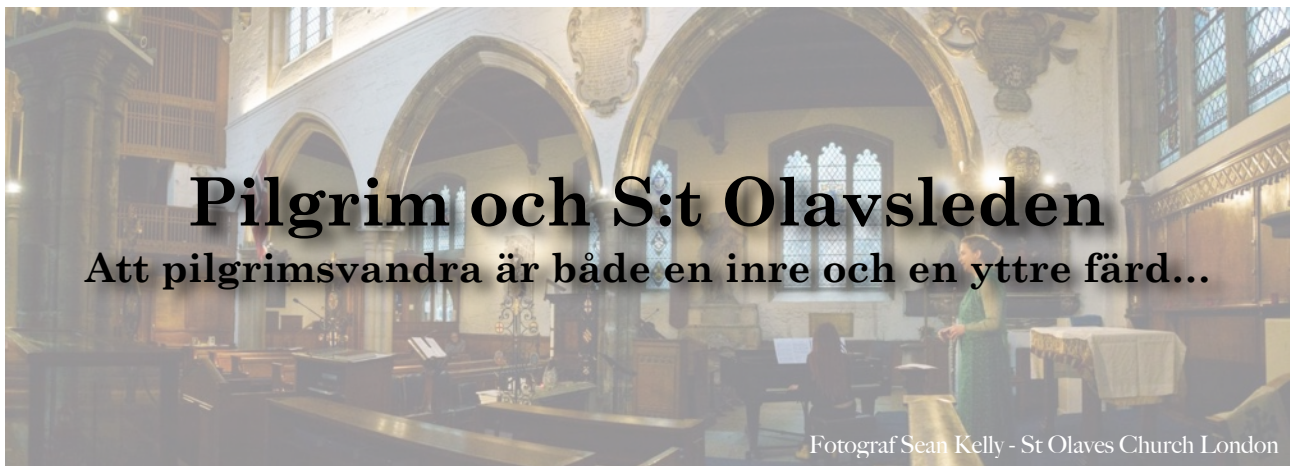 Pilgrim och S:t Olavsleden
Att pilgrimsvandra är både en inre och en yttre färd...
Fotograf Sean Kelly - St Olaves Church London